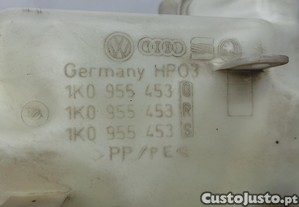 Germany HP03
1K0 955 453 Q
1K0 955 453 R
1K0 955 453 S
>PP/PE<
CustoJusto.pt